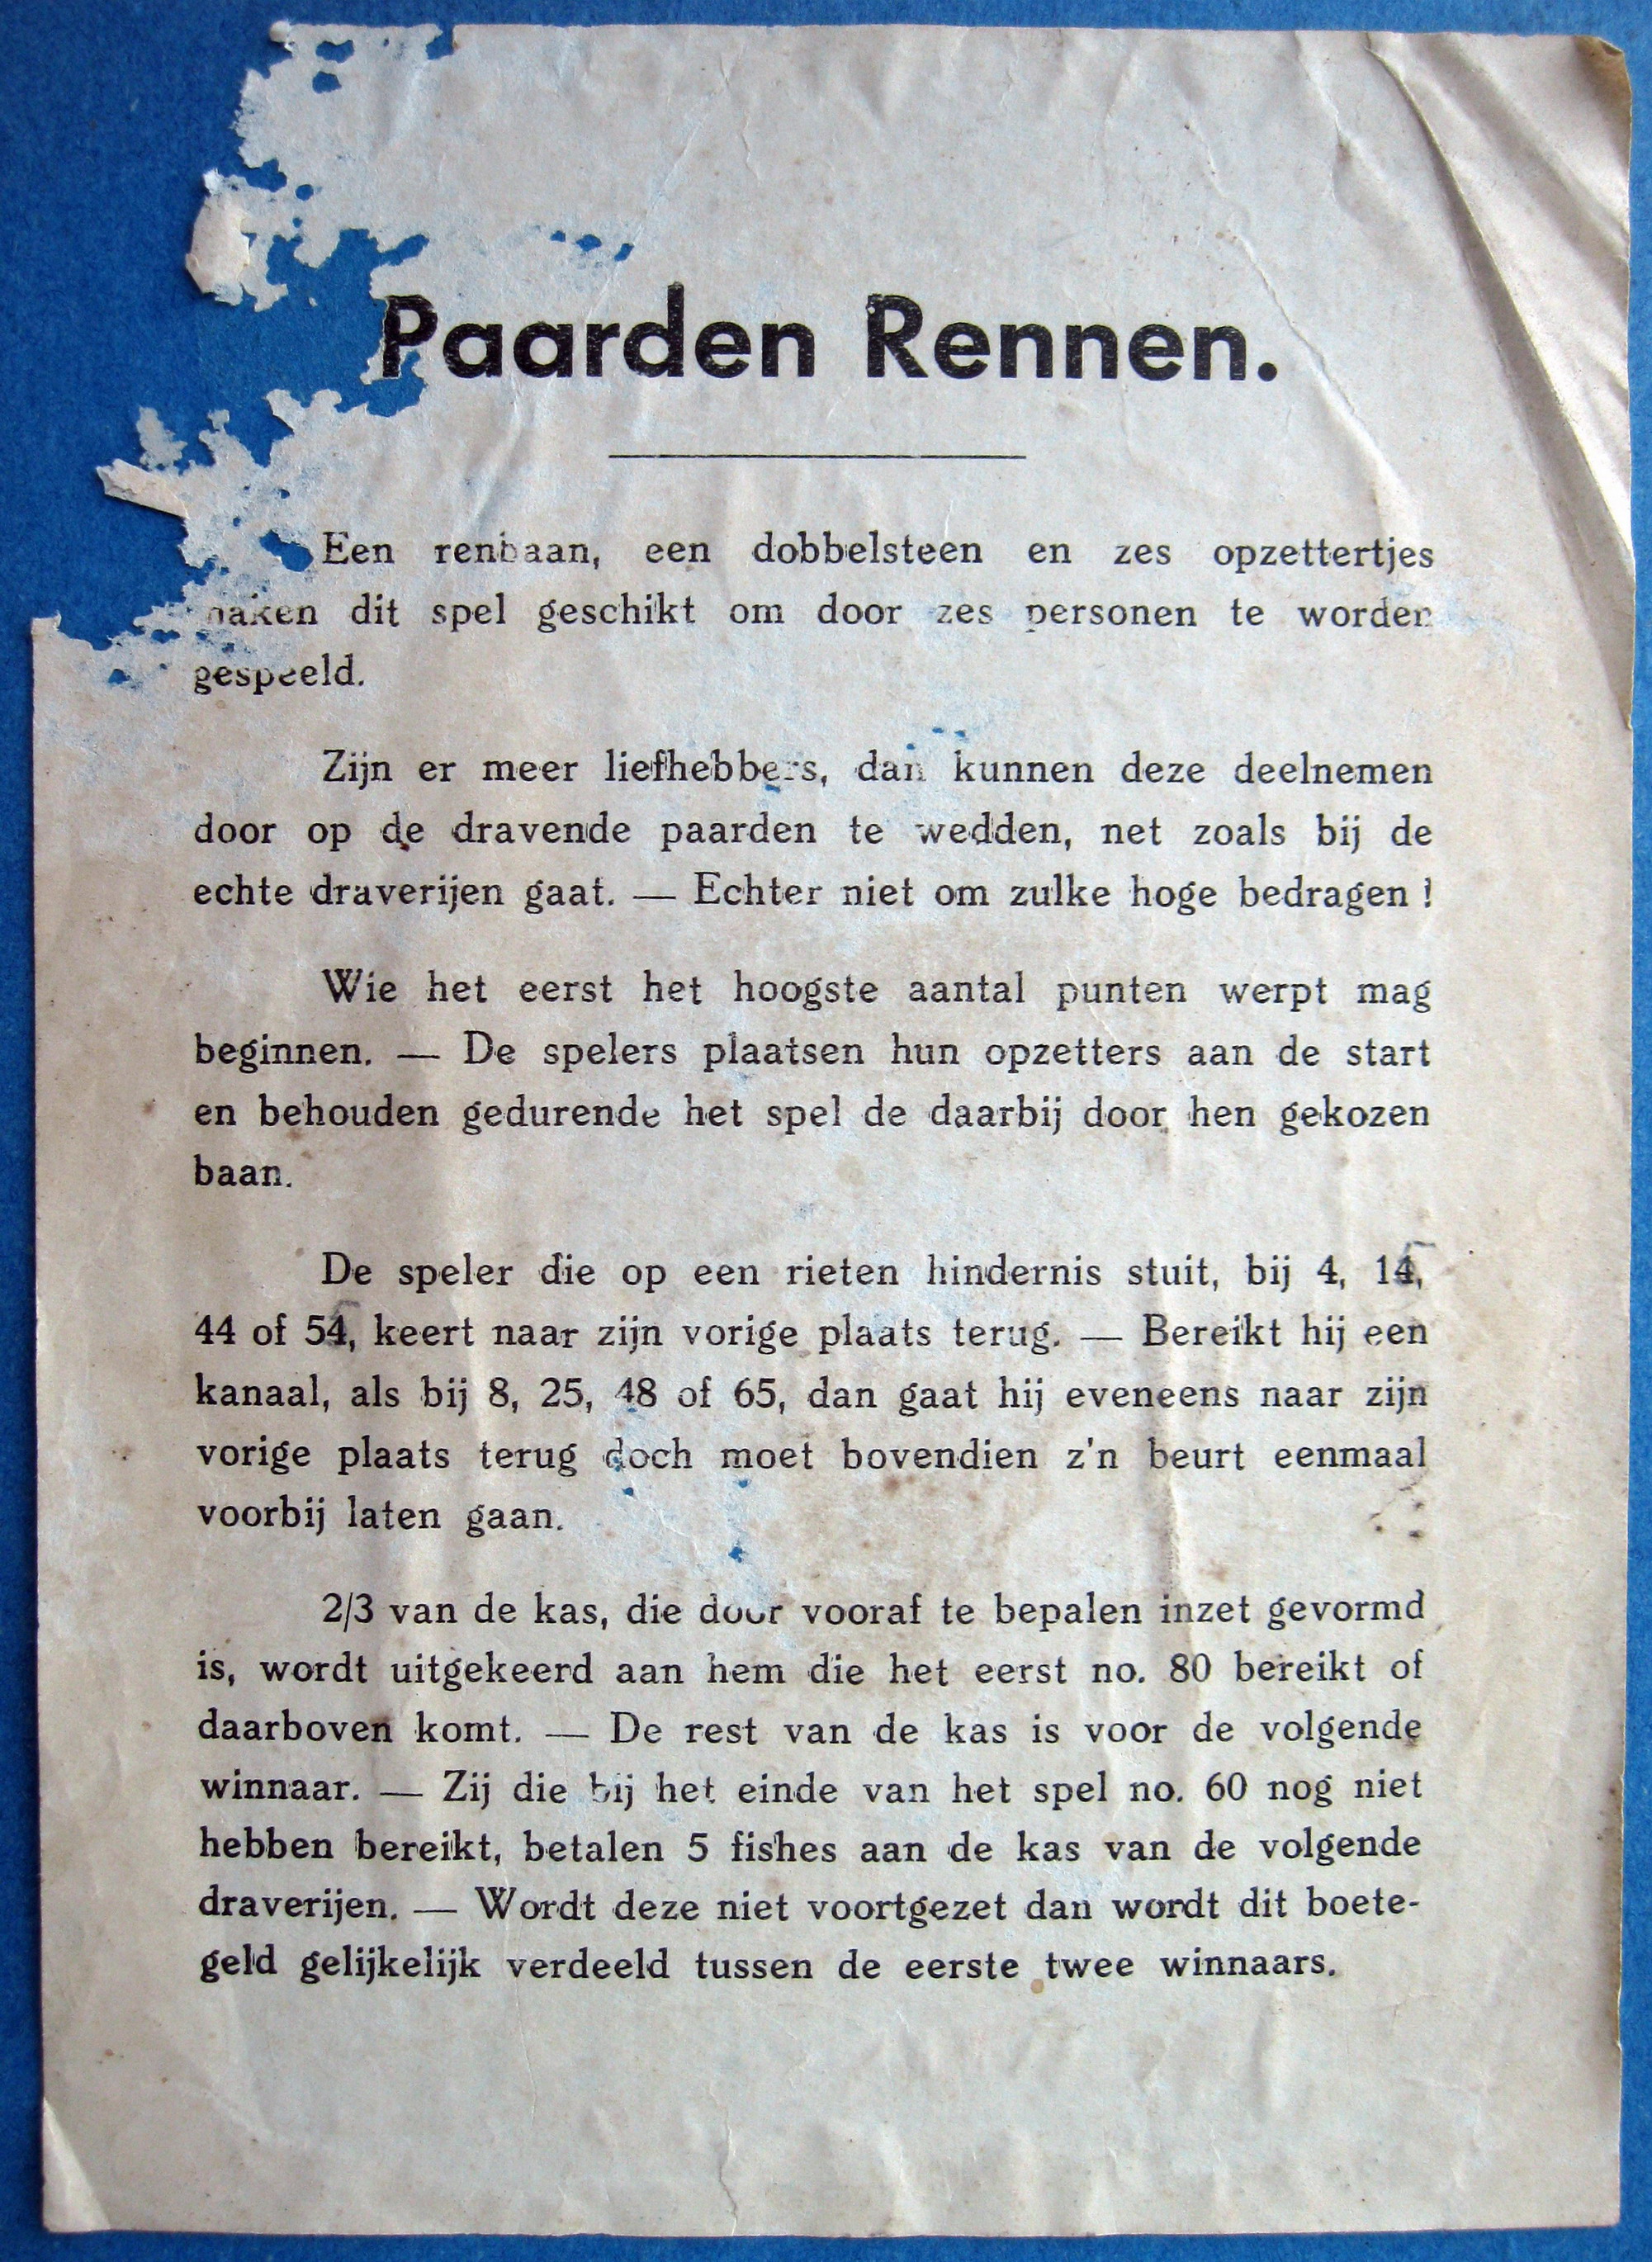 Paarden Rennen.
Een renbaan, een dobbelsteen en zes opzettertjes
maken dit spel geschikt om door zes personen te worden
gespeeld.
Zijn er meer liefhebbers, dan kunnen deze deelnemen
door op de dravende paarden te wedden, net zoals bij de
echte draverijen gaat. — Echter niet om zulke hoge bedragen !
Wie het eerst het hoogste aantal punten werpt mag
beginnen. — De spelers plaatsen hun opzetters aan de start
en behouden gedurende het spel de daarbij door hen gekozen
baan.
De speler die op een rieten hindernis stuit, bij 4, 14,
44 of 54, keert naar zijn vorige plaats terug. — Bereikt hij een
kanaal, als bij 8, 25, 48 of 65, dan gaat hij eveneens naar zijn
vorige plaats terug doch moet bovendien z'n beurt eenmaal
voorbij laten gaan.
2/3 van de kas, die door vooraf te bepalen inzet gevormd
is, wordt uitgekeerd aan hem die het eerst no. 80 bereikt of
daarboven komt. — De rest van de kas is voor de volgende
winnaar. — Zij die bij het einde van het spel no. 60 nog niet
hebben bereikt, betalen 5 fishes aan de kas van de volgende
draverijen. — Wordt deze niet voortgezet dan wordt dit boete-
geld gelijkelijk verdeeld tussen de eerste twee winnaars.